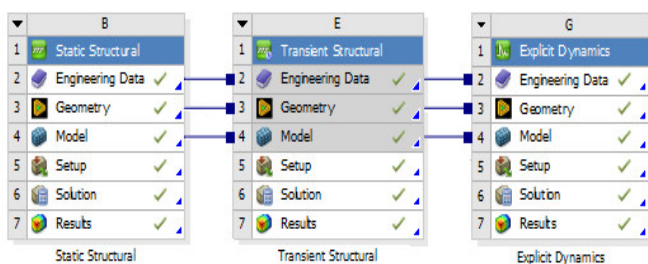 B
1 Static Structural
2 Engineering Data
3 Geometry
4 Model
5 Setup
6 Solution
7 Results
Static Structural
E
1 Transient Structural
2 Engineering Data
3 Geometry
4 Model
5 Setup
6 Solution
7 Results
Transient Structural
G
1 Explicit Dynamics
2 Engineering Data
3 Geometry
4 Model
5 Setup
6 Solution
7 Results
Explicit Dynamics